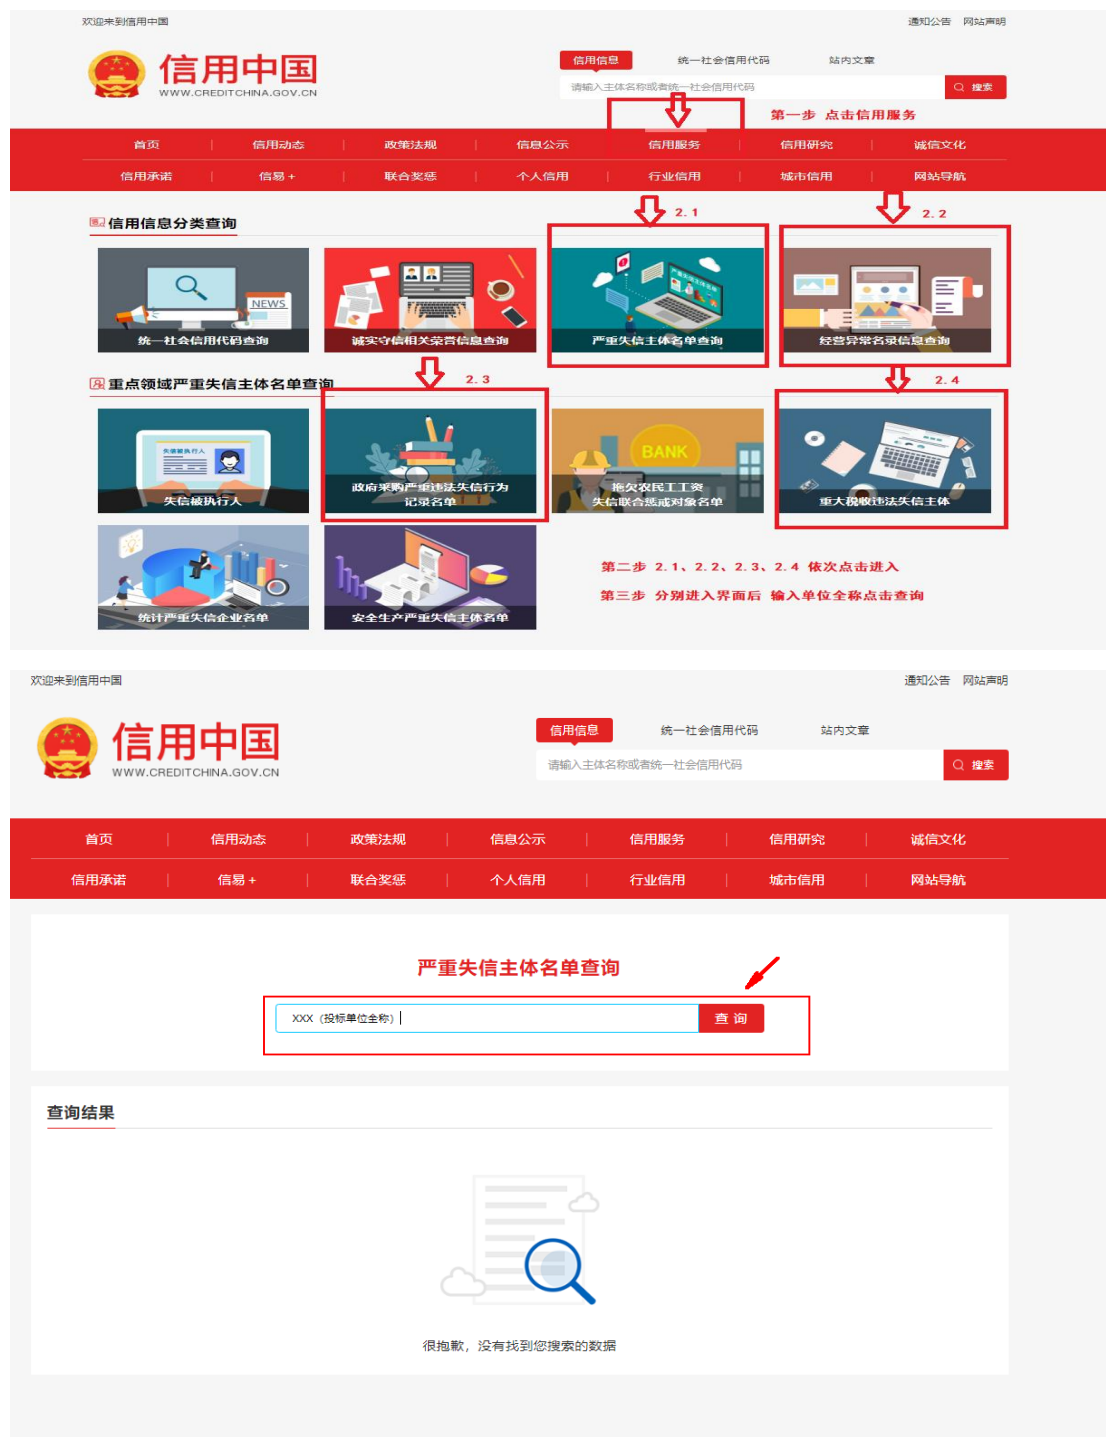 欢迎来到信用中国
通知公告 网站声明
信用中国
WWW.CREDITCHINA.GOV.CN
信用信息 统一社会信用代码 站内文章
请输入主体名称或者统一社会信用代码
搜索
第一步 点击信用服务
首页 信用动态 政策法规 信息公示 信用服务 信用研究 诚信文化
信用承诺 信易+ 联合奖惩 个人信用 行业信用 城市信用 网站导航
2.1
2.2
信用信息分类查询
NEWS
严重失信主体名单
统一社会信用代码查询
诚实守信相关荣誉信息查询
严重失信主体名单查询
经营异常名录信息查询
2.3
2.4
重点领域严重失信主体名单查询
失信被执行人
BANK
失信被执行人
政府采购严重违法失信行为
记录名单
拖欠农民工工资
失信联合惩戒对象名单
重大税收违法失信主体
第二步 2.1、2.2、2.3、2.4 依次点击进入
第三步 分别进入界面后 输入单位全称点击查询
统计严重失信企业名单
安全生产严重失信主体名单
欢迎来到信用中国
通知公告 网站声明
信用中国
WWW.CREDITCHINA.GOV.CN
信用信息 统一社会信用代码 站内文章
请输入主体名称或者统一社会信用代码
搜索
首页 信用动态 政策法规 信息公示 信用服务 信用研究 诚信文化
信用承诺 信易+ 联合奖惩 个人信用 行业信用 城市信用 网站导航
严重失信主体名单查询
XXX（投标单位全称）
查询
查询结果
很抱歉，没有找到您搜索的数据